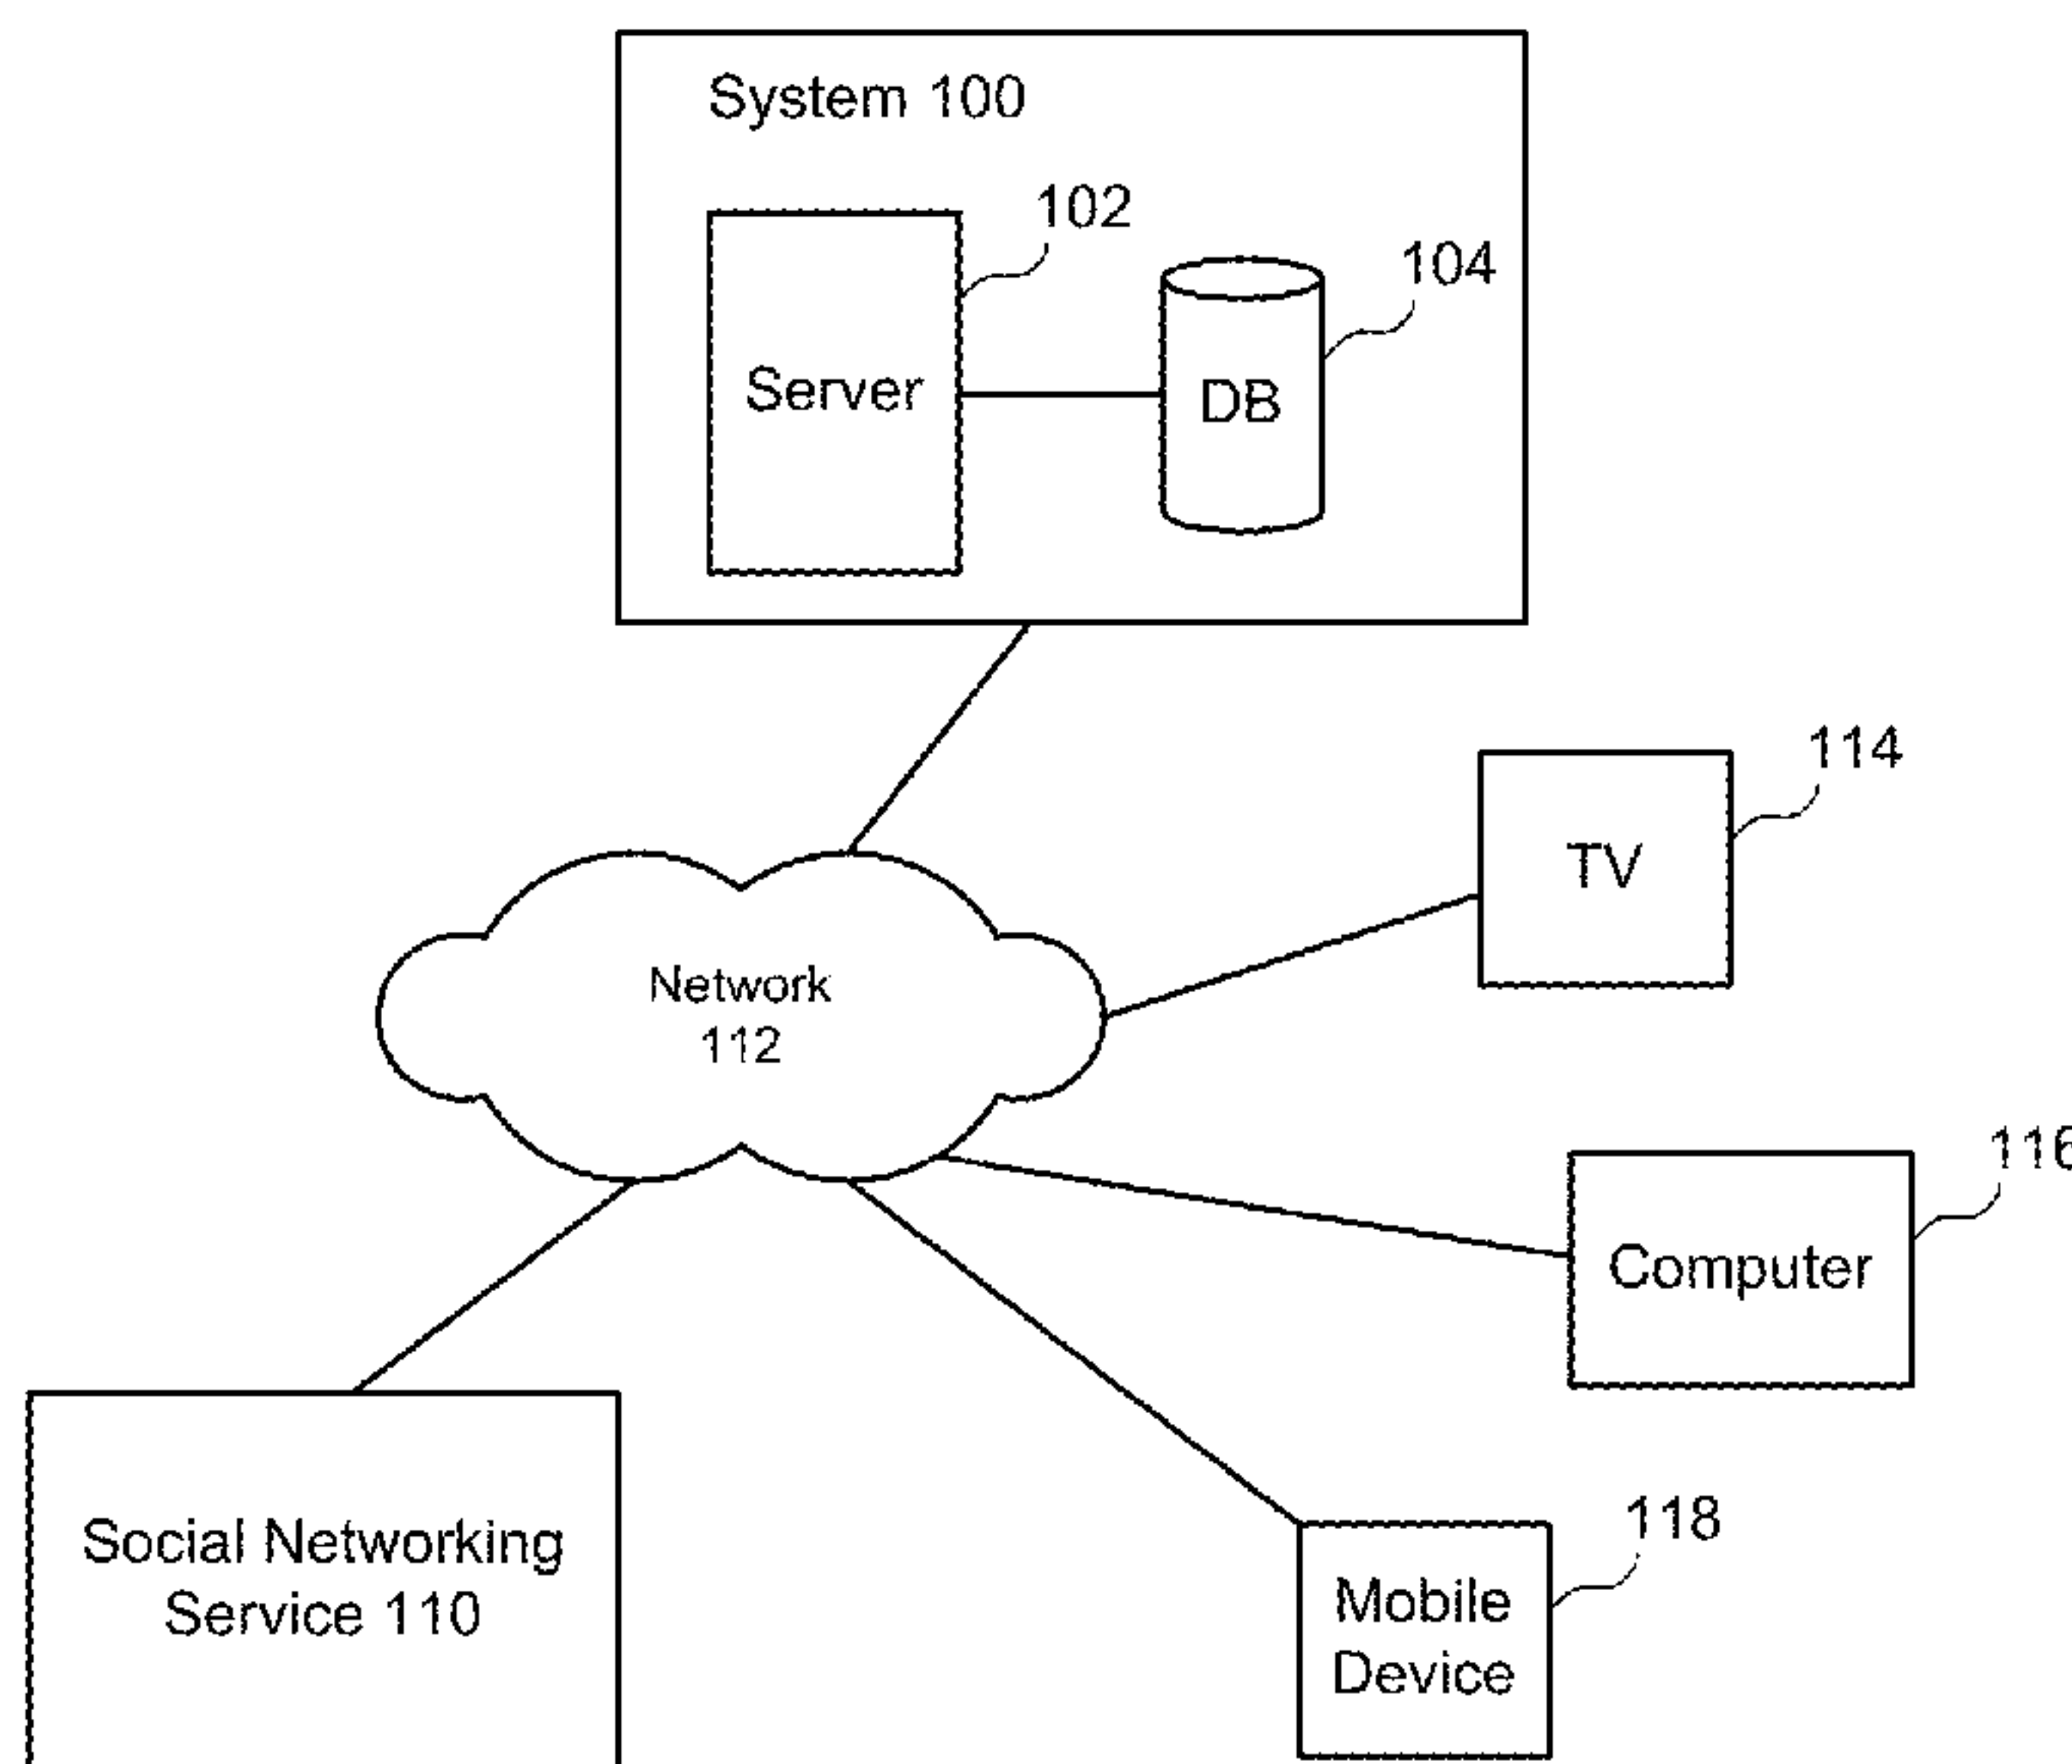 System 100
102
104
Server
DB
114
TV
Network
112
116
Computer
118
Social Networking
Service 110
Mobile
Device